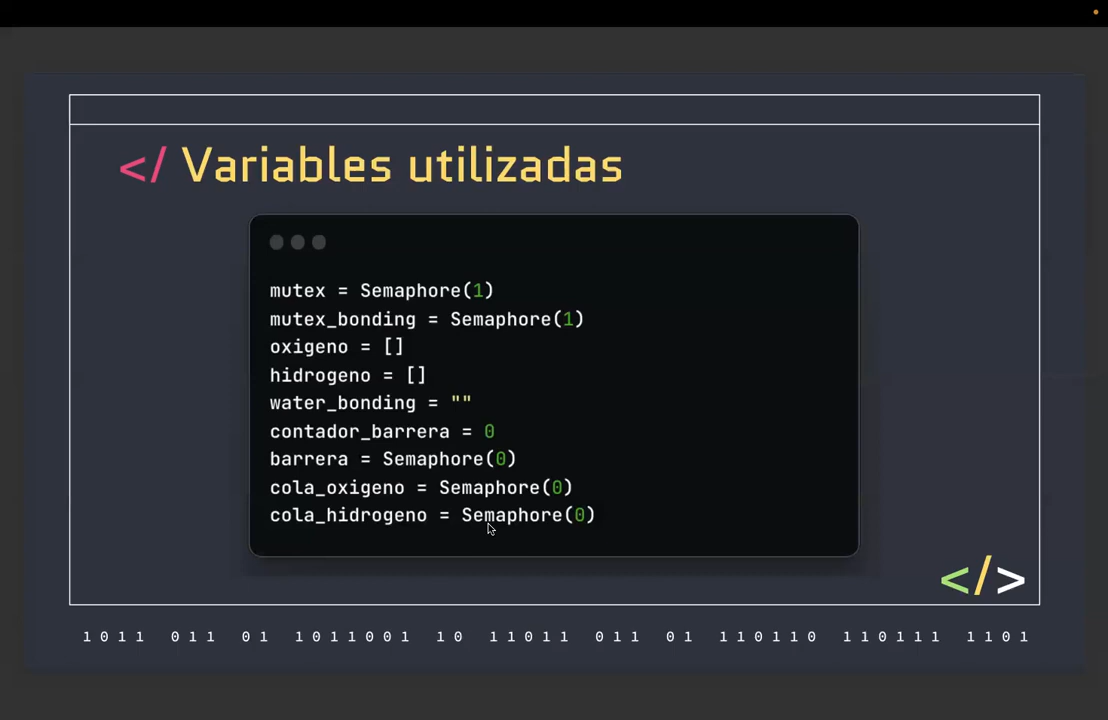 </ Variables utilizadas
mutex = Semaphore(1)
mutex_bonding = Semaphore(1)
oxigeno = []
hidrogeno = []
water_bonding = ""
contador_barrera = 0
barrera = Semaphore(0)
cola_oxigeno = Semaphore(0)
cola_hidrogeno = Semaphore(0)
</>
1011 011 01 1011001 10 11011 011 01 110110 110111 1101